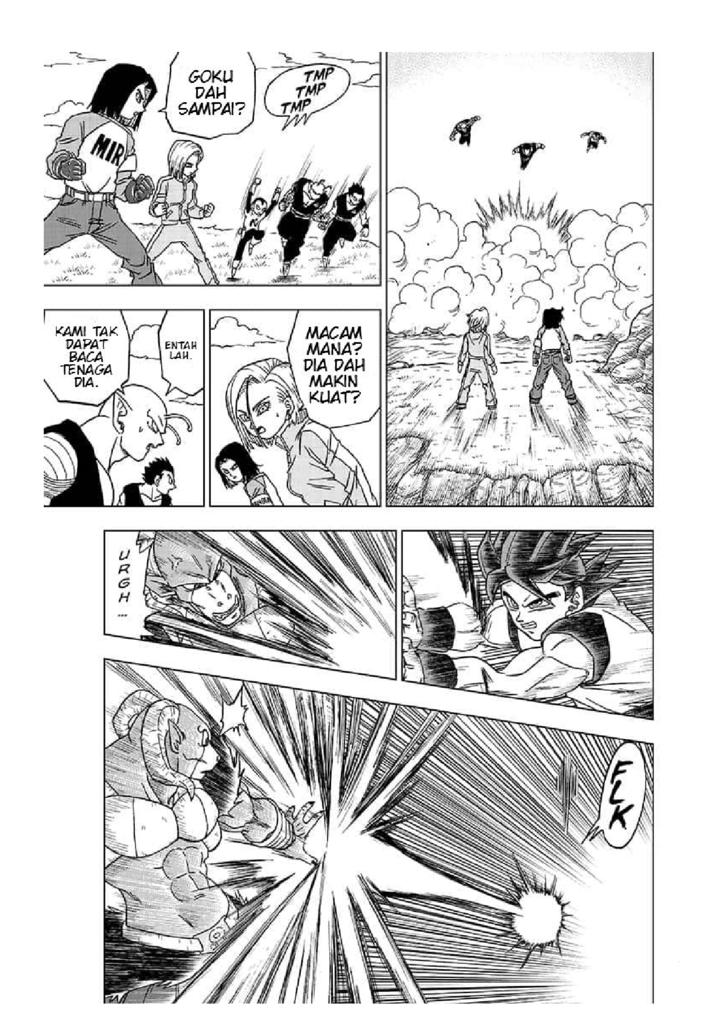 GOKU
DAH
SAMPAI?
TMP
TMP
TMP
MIR
MACAM
MANA?
DIA DAH
MAKIN
KUAT?
ENTAH
LAH.
KAMI TAK
DAPAT
BACA
TENAGA
DIA.
URGH...
FLK